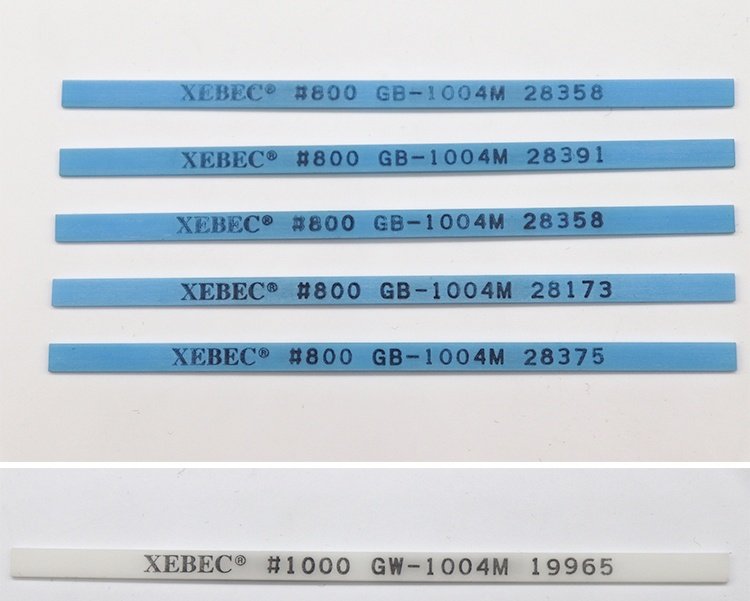 XEBEC® #800 GB-1004M 28358
XEBEC® #800 GB-1004M 28391
XEBEC® #800 GB-1004M 28358
XEBEC® #800 GB-1004M 28173
XEBEC® #800 GB-1004M 28375
XEBEC® #1000 GW-1004M 19965